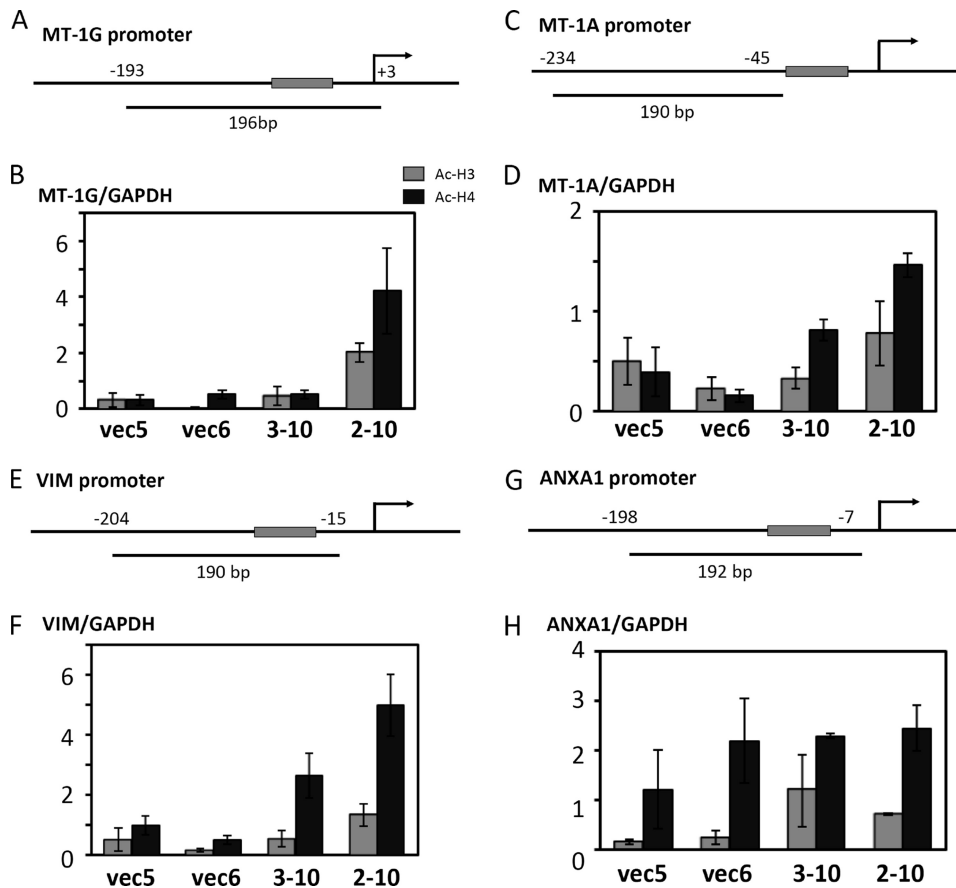 A
MT-1G promoter
-193
+3
196bp
C
MT-1A promoter
-234
-45
190 bp
B
MT-1G/GAPDH
Ac-H3
Ac-H4
6
4
2
0
vec5 vec6 3-10 2-10
D
MT-1A/GAPDH
2
1
0
vec5 vec6 3-10 2-10
E
VIM promoter
-204
-15
190 bp
G
ANXA1 promoter
-198
-7
192 bp
F
VIM/GAPDH
6
4
2
0
vec5 vec6 3-10 2-10
H
ANXA1/GAPDH
4
3
2
1
0
vec5 vec6 3-10 2-10